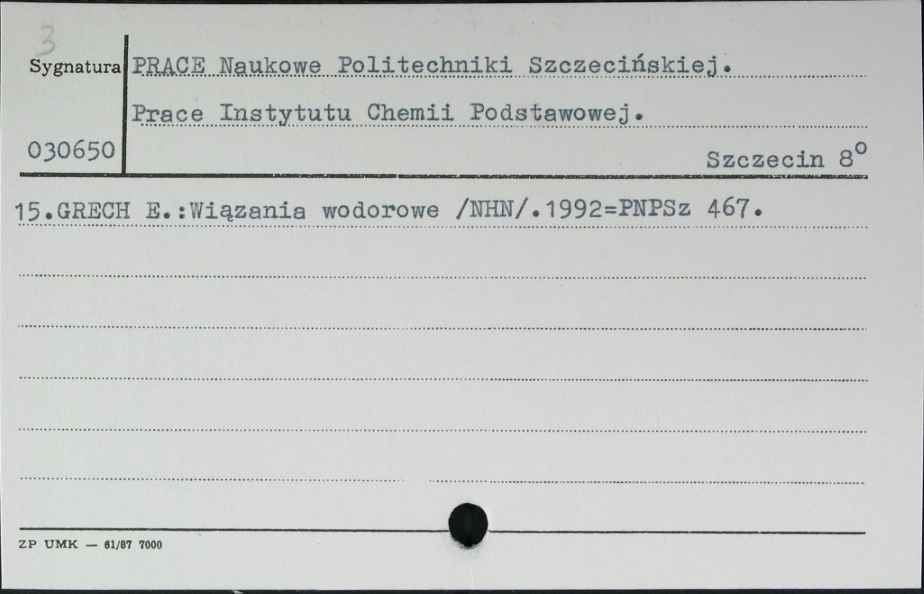 3
Sygnatura PRACE Naukowe Politechniki Szczecińskiej.
Prace Instytutu Chemii Podstawowej.
030650 Szczecin 8º
15.GRECH E.:Wiązania wodorowe /NHN/.1992=PNPSz 467.
ZP UMK — 61/87 7000